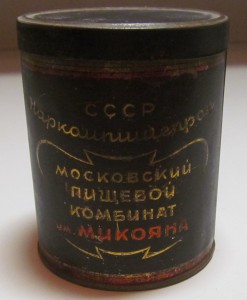 СССР
Наркомпищепром
МОСКОВСКИЙ
ПИЩЕВОЙ
КОМБИНАТ
им. МИКОЯНА